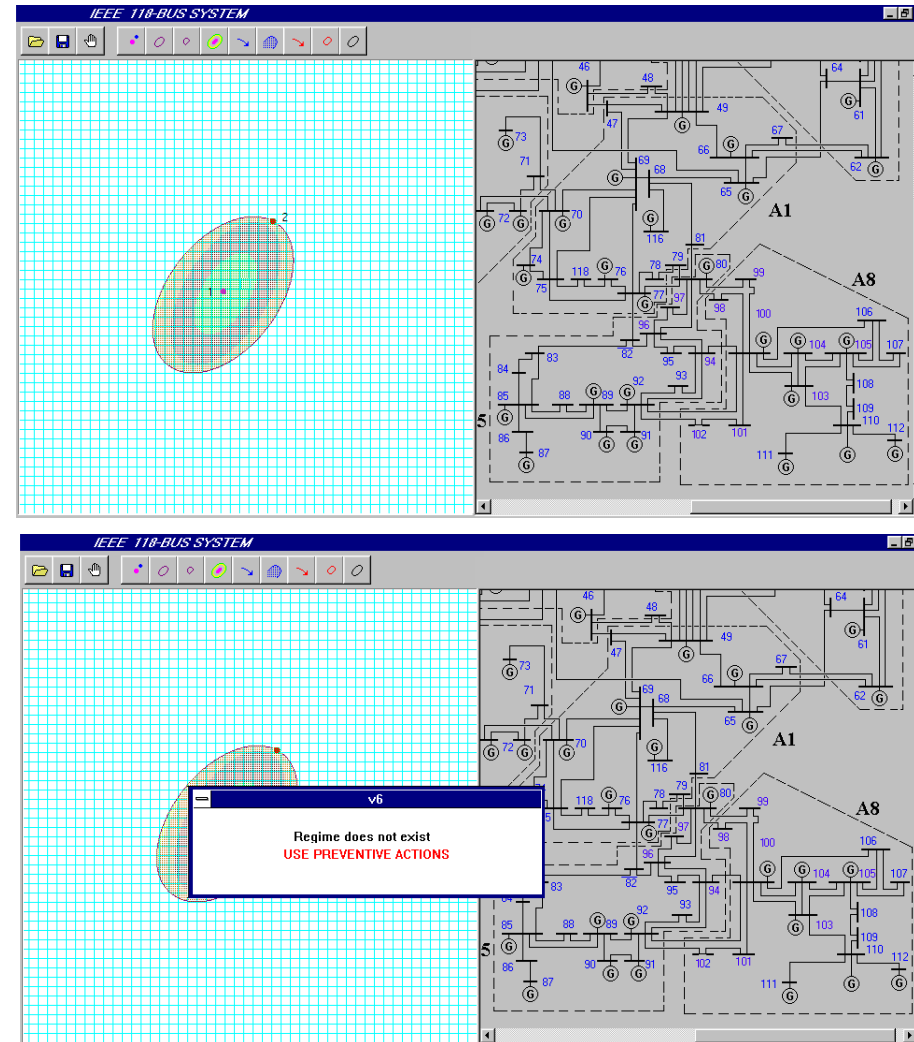 IEEE 118-BUS SYSTEM
46 48 64
G G
47 49 61
73 G G 67
G 66
71 69 62 G
G 68 65 G
72 70 A1
G G G G 116 81
74 79 G 80 99 A8
G 118 G 76 78
75 77 97 98 100 106
G 96 G G 104 G 105 107
83 82 95 94
84 G 92 93 103 108
85 88 G 89 G G 109
G 110
5 86 90 91 102 101 112
87 G G 111 G G
G G
1
2
IEEE 118-BUS SYSTEM
46 48 64
G G
47 49 61
73 G G 67
G 66
71 69 62 G
G 68 65 G
72 70 A1
G G G G 116 81
v6
Regime does not exist
USE PREVENTIVE ACTIONS
79 G 80 99 A8
118 G 76 78
77 97 98 100 106
G 96 G G 104 G 105 107
83 82 95 94
G 92 93 103 108
85 88 G 89 G G 109
G 110
5 86 90 91 102 101 112
87 G G 111 G G
G G